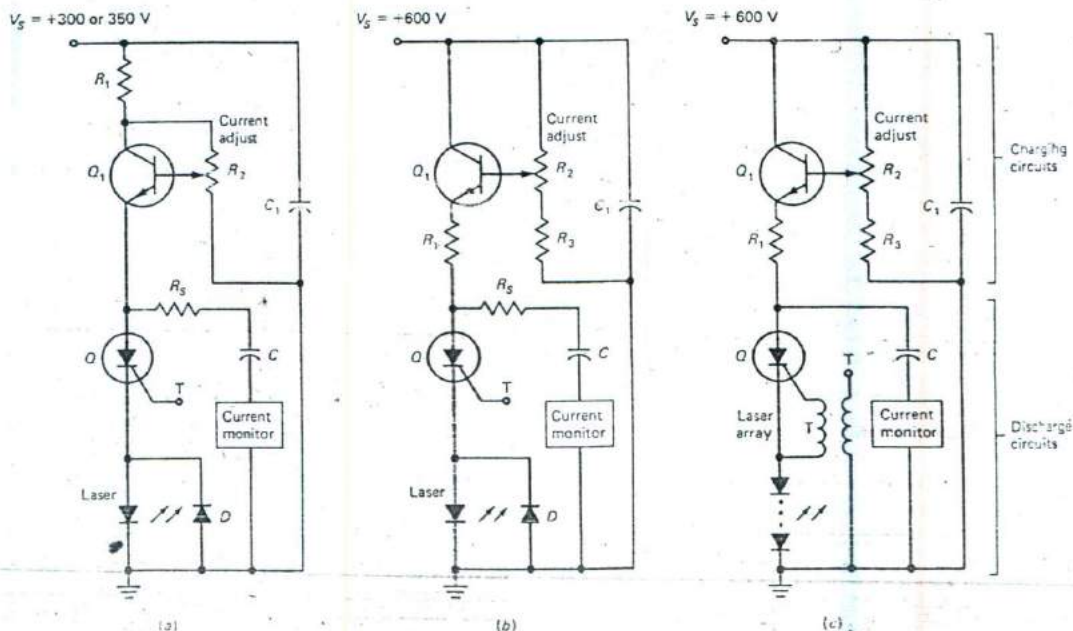 V_S = +300 or 350 V
R_1
Current
adjust
Q_1
R_2
C_1
R_S
Q
C
T
Current
monitor
Laser
D
(a)
V_S = +600 V
Current
adjust
Q_1
R_2
C_1
R_1
R_3
R_S
Q
C
T
Current
monitor
Laser
D
(b)
V_S = + 600 V
Current
adjust
Q_1
R_2
C_1
R_1
R_3
Charging
circuits
Q
T
C
Laser
array
T
Current
monitor
Discharge
circuits
(c)